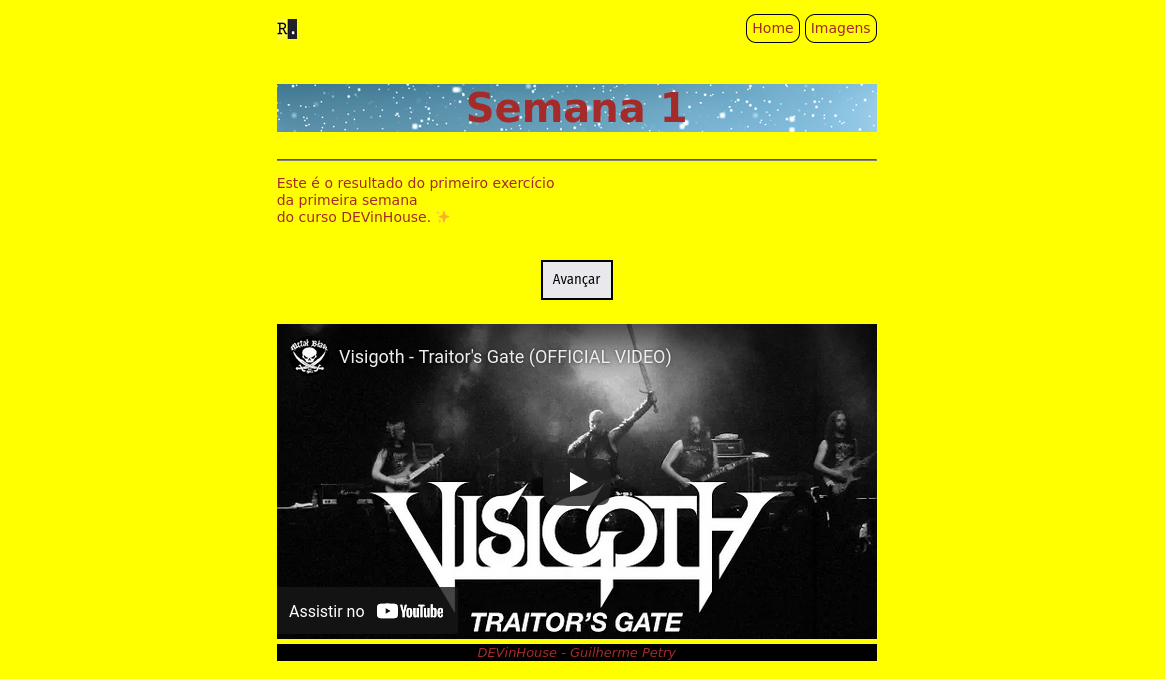 R.
Home Imagens
Semana 1
Este é o resultado do primeiro exercício
da primeira semana
do curso DEVinHouse. ✨
Avançar
Metal Blade
Visigoth - Traitor's Gate (OFFICIAL VIDEO)
VISIGOTH
TRAITOR'S GATE
Assistir no YouTube
DEVinHouse - Guilherme Petry